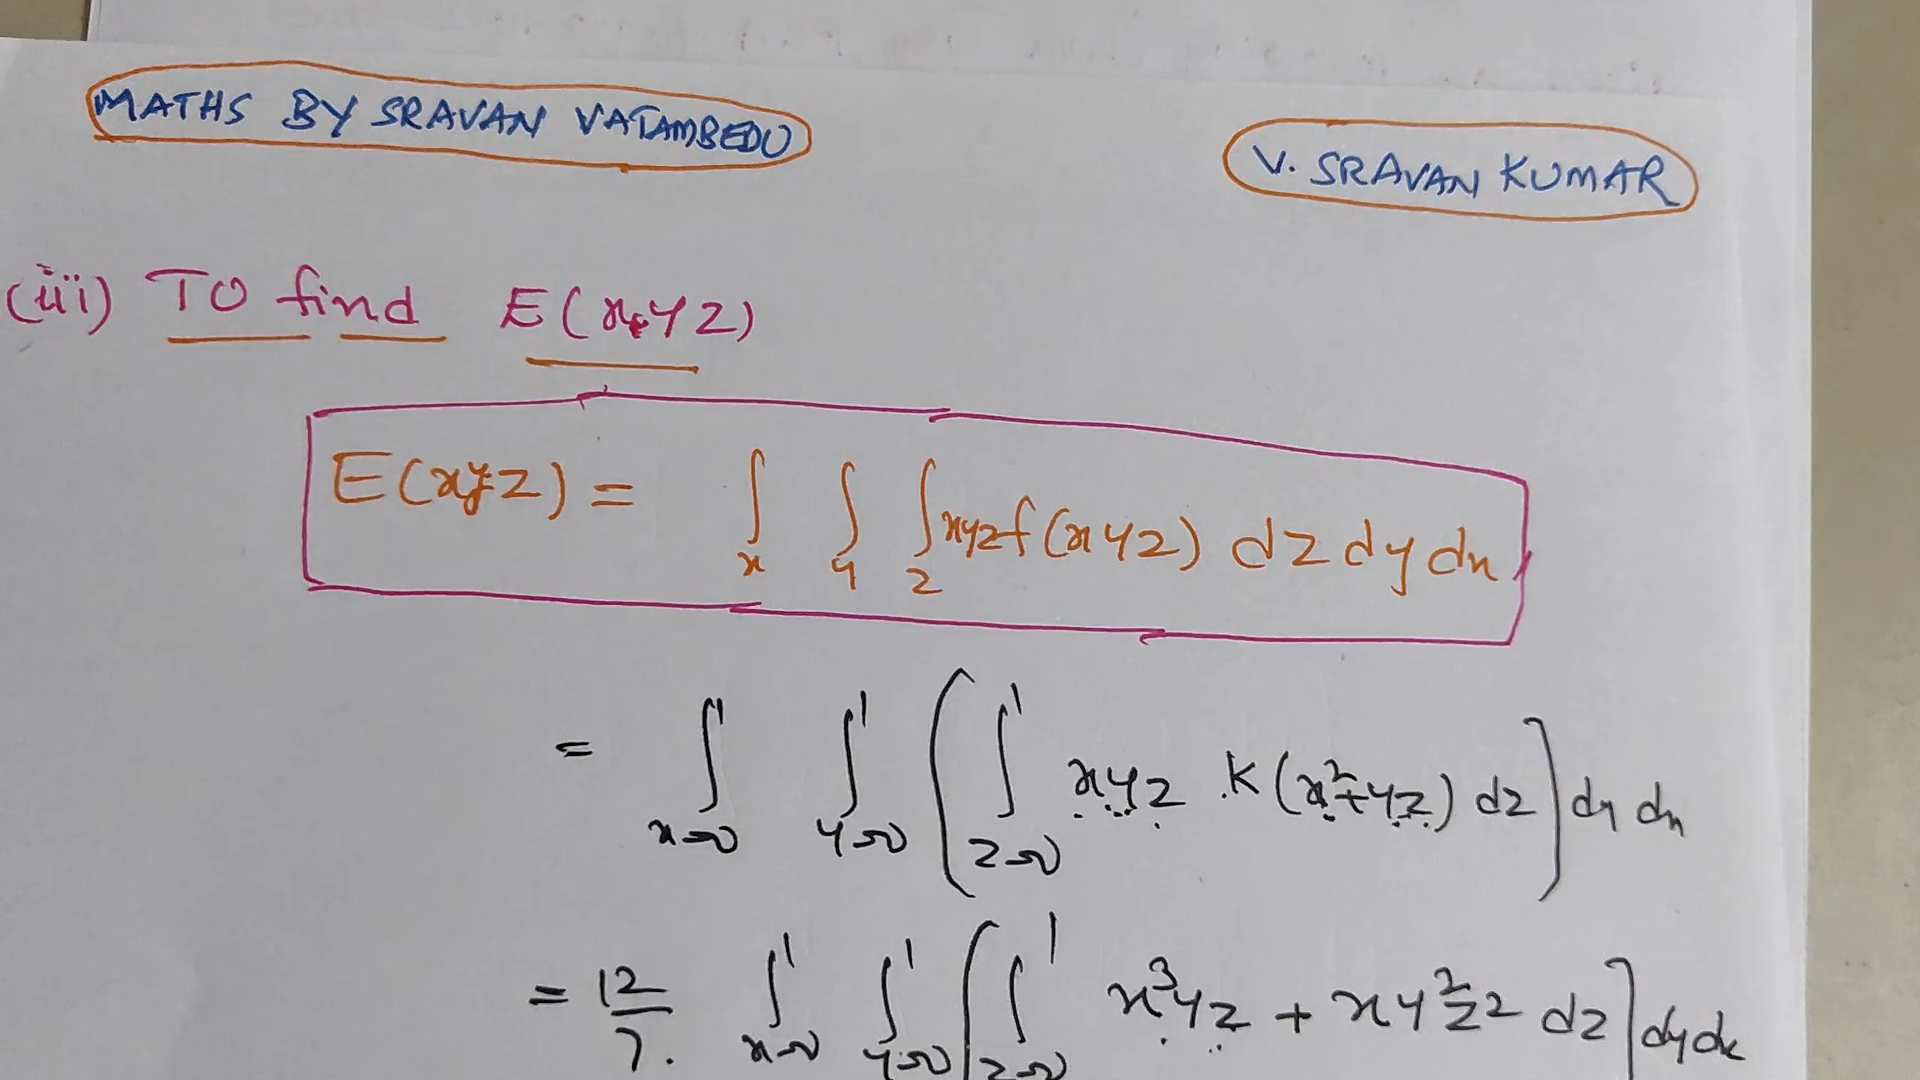 MATHS BY SRAVAN VATAMBEDU
V. SRAVAN KUMAR
(iii) To find E(xyz)
E(xyz) = ∫x ∫y ∫z xyz f(xyz) dz dy dx
= ∫x=0^1 ∫y=0^1 (∫z=0^1 xyz .K(x²+yz) dz] dy dx
= 12/7. ∫x=0^1 ∫y=0^1 (∫z=0^1 x³yz + xy²z² dz] dy dx